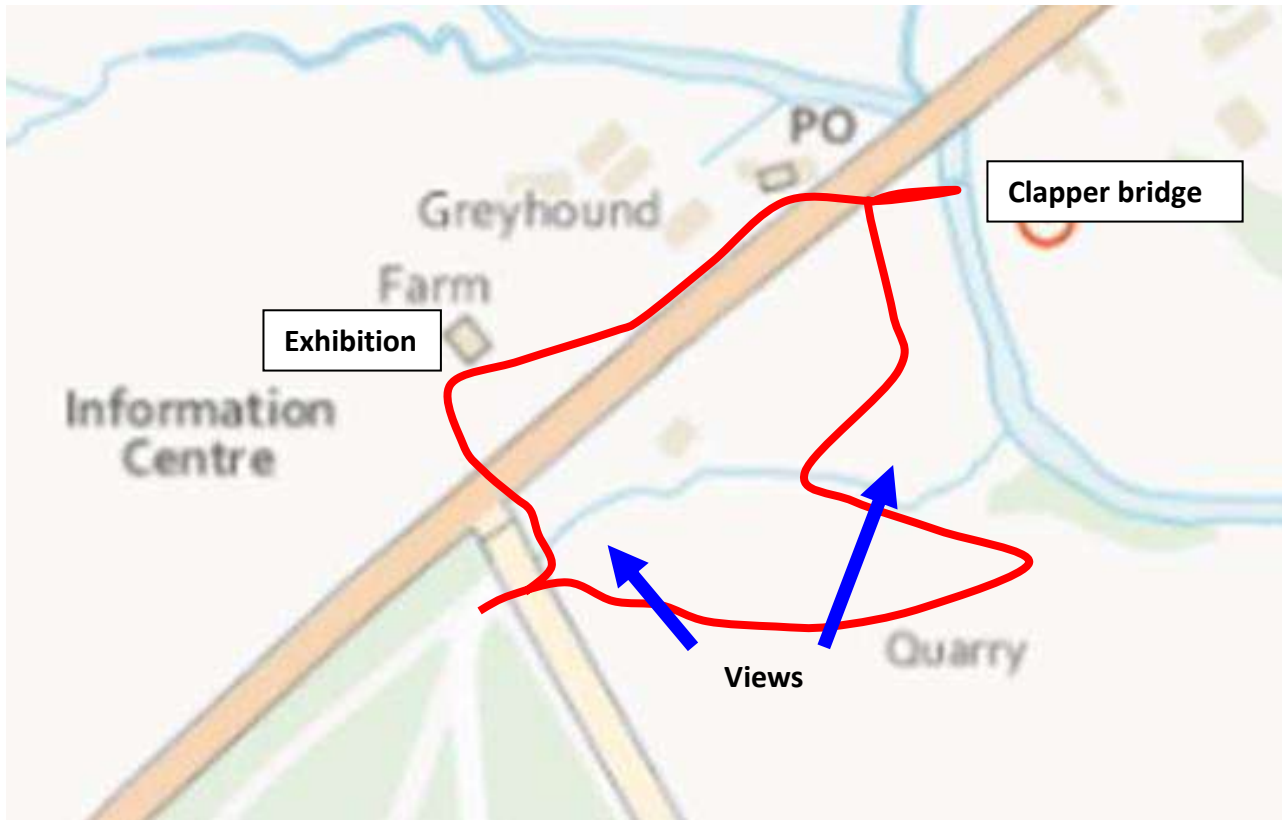 PO
Clapper bridge
Greyhound
Farm
Exhibition
Information
Centre
Quarry
Views